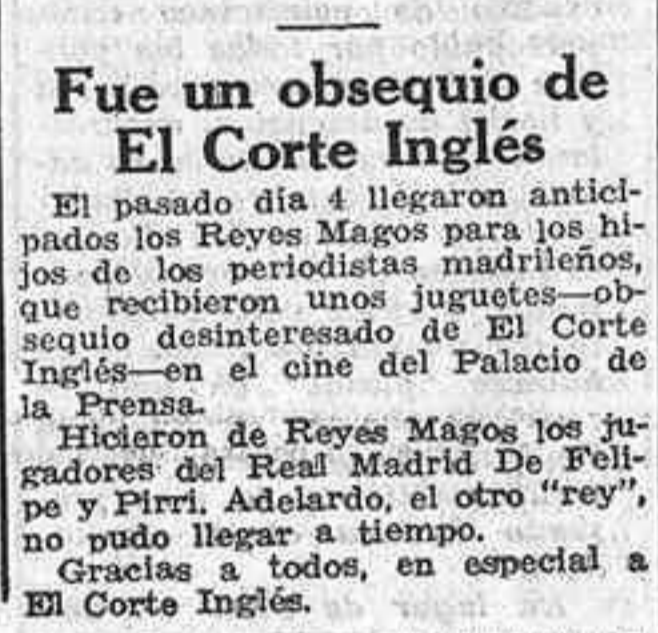 Fue un obsequio de
El Corte Inglés
El pasado día 4 llegaron antici-
pados los Reyes Magos para los hi-
jos de los periodistas madrileños,
que recibieron unos juguetes—ob-
sequio desinteresado de El Corte
Inglés—en el cine del Palacio de
la Prensa.
Hicieron de Reyes Magos los ju-
gadores del Real Madrid De Feli-
pe y Pirri. Adelardo, el otro "rey",
no pudo llegar a tiempo.
Gracias a todos, en especial a
El Corte Inglés.